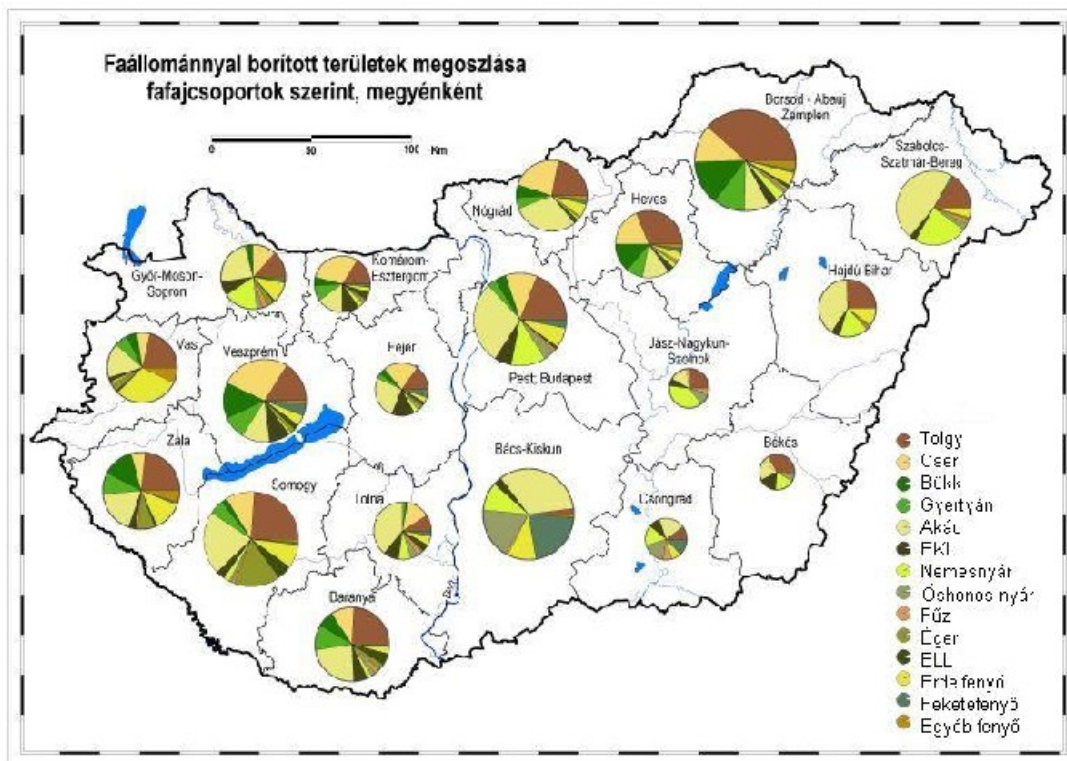 Faállománnyal borított területek megoszlása
fafajcsoportok szerint, megyénként
0 50 100 Km
Borsod - Abauj
Zamplen
Szabolcs-
Szatmár-Bereg
Nógrád
Heves
Győr-Moson-
Sopron
Komárom-
Esztergom
Hajdú Bihar
Vas
Veszprém
Fejér
Pest; Budapest
Jász-Nagykun-
Szolnok
Zala
Somogy
Tolna
Bács-Kiskun
Békés
Csongrád
Baranya
Tölgy
Cser
Bükk
Gyertyán
Akác
EKL
Nemesnyár
Őshonos nyár
Fűz
Éger
ELL
Erdeifenyő
Feketefenyő
Egyéb fenyő